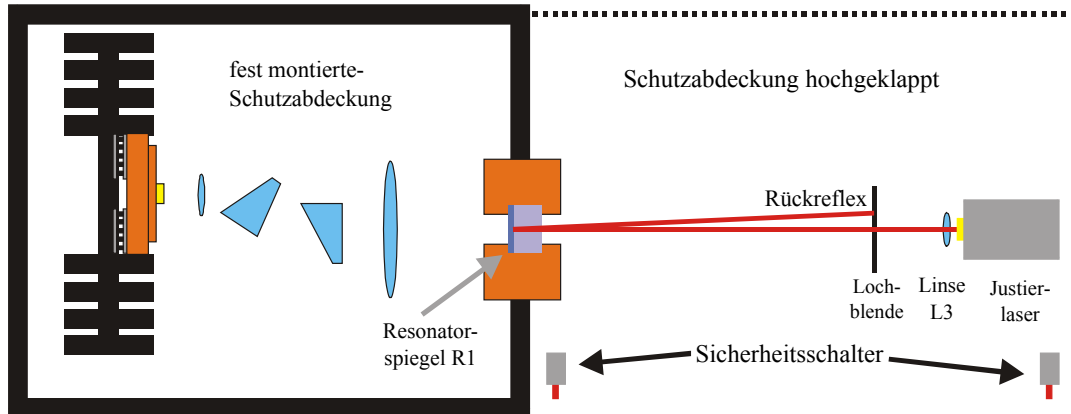 fest montierte-
Schutzabdeckung
Schutzabdeckung hochgeklappt
Rückreflex
Resonator-
spiegel R1
Loch-
blende
Linse
L3
Justier-
laser
Sicherheitsschalter